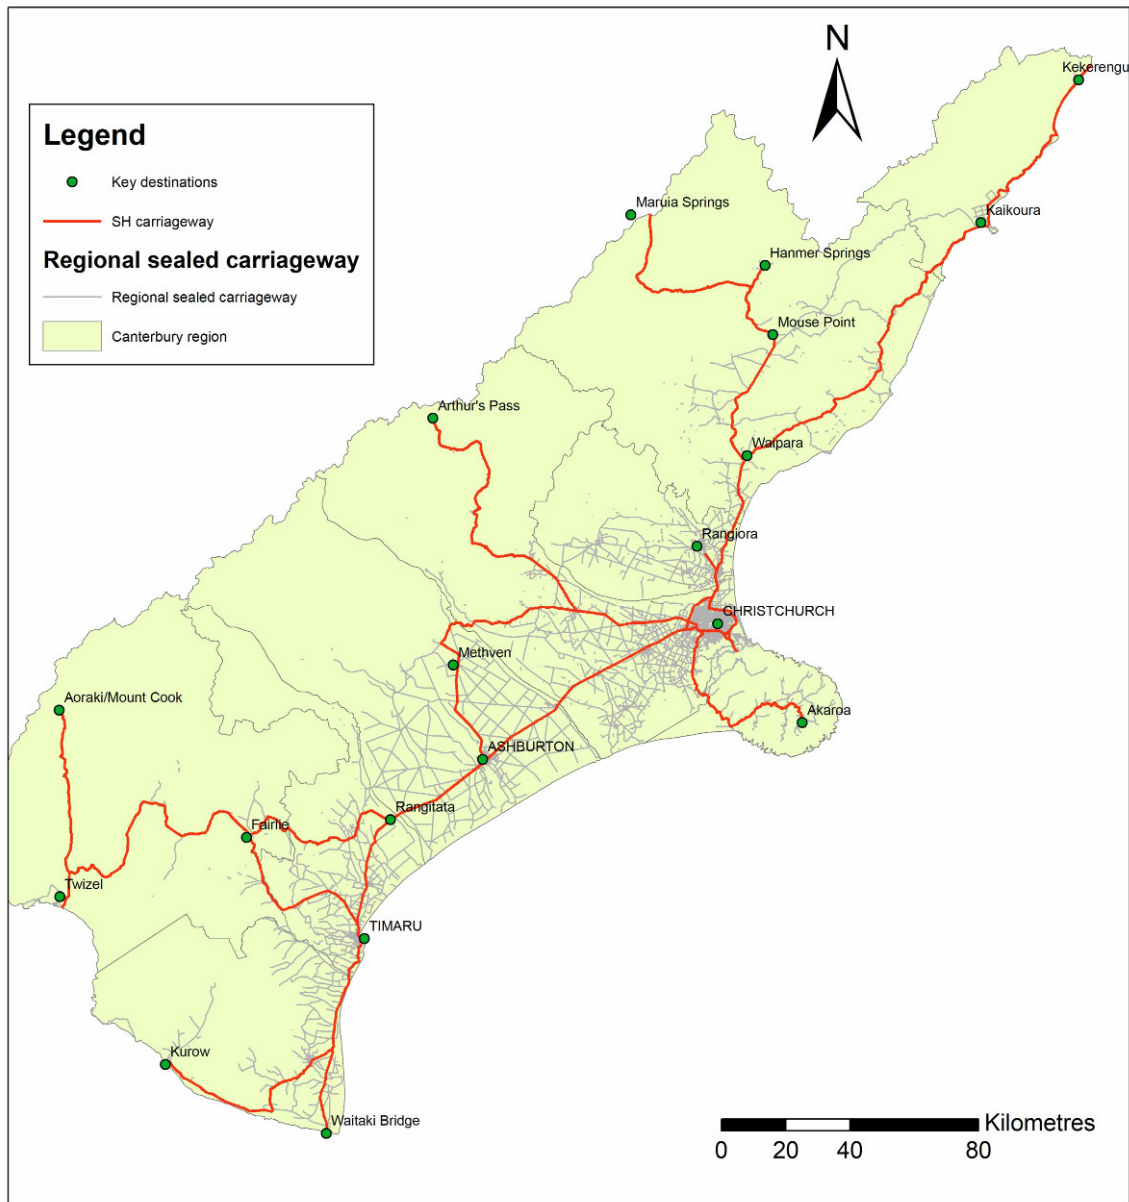 N
Kekerengu
Legend
Key destinations
SH carriageway
Regional sealed carriageway
Regional sealed carriageway
Canterbury region
Maruia Springs
Kaikoura
Hanmer Springs
Mouse Point
Arthur's Pass
Waipara
Rangiora
CHRISTCHURCH
Methven
Aoraki/Mount Cook
Akaroa
ASHBURTON
Rangitata
Fairlie
Twizel
TIMARU
Kurow
Waitaki Bridge
Kilometres
0 20 40 80